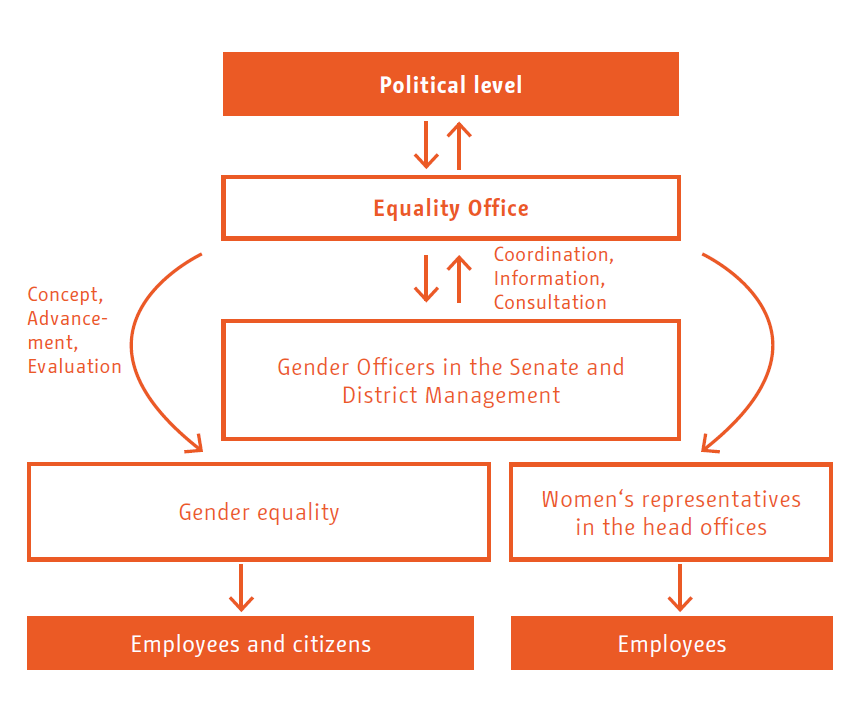 Political level
Equality Office
Coordination,
Information,
Consultation
Concept,
Advance-
ment,
Evaluation
Gender Officers in the Senate and
District Management
Gender equality
Women‘s representatives
in the head offices
Employees and citizens
Employees